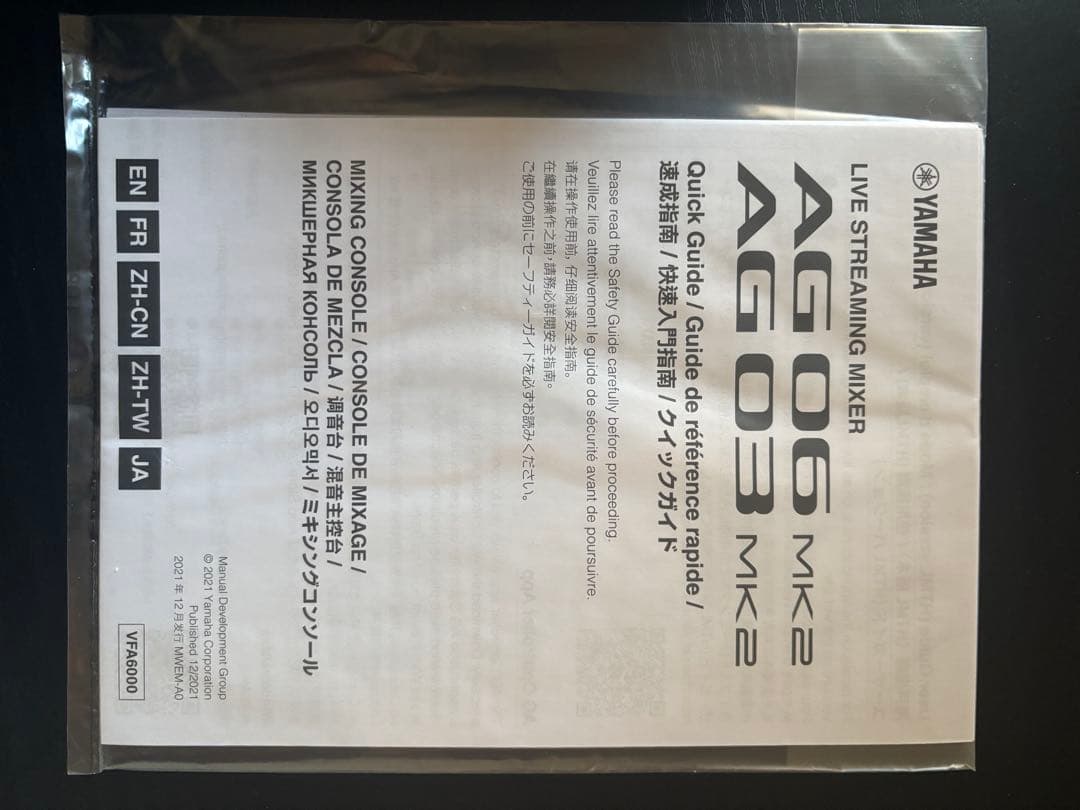 YAMAHA
LIVE STREAMING MIXER
AG06MK2
AG03MK2
Quick Guide / Guide de référence rapide /
速成指南 / 快速入門指南 / クイックガイド
Please read the Safety Guide carefully before proceeding.
Veuillez lire attentivement le guide de sécurité avant de poursuivre.
请在操作使用前，仔细阅读安全指南。
在繼續操作之前，請務必詳閱安全指南。
ご使用の前にセーフティーガイドを必ずお読みください。
MIXING CONSOLE / CONSOLE DE MIXAGE /
CONSOLA DE MEZCLA / 调音台 / 混音主控台 /
МИКШЕРНАЯ КОНСОЛЬ / 오디오믹서 / ミキシングコンソール
Manual Development Group
© 2021 Yamaha Corporation
Published 12/2021
2021 年 12 月发行 MWEM-A0
EN FR ZH-CN ZH-TW JA
VFA6000